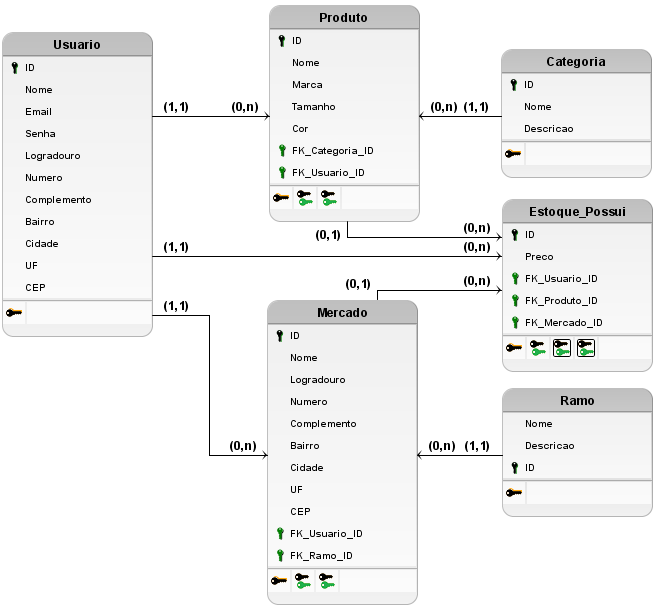 Usuario
ID
Nome
Email
Senha
Logradouro
Numero
Complemento
Bairro
Cidade
UF
CEP
Produto
ID
Nome
Marca
Tamanho
Cor
FK_Categoria_ID
FK_Usuario_ID
Categoria
ID
Nome
Descricao
Estoque_Possui
ID
Preco
FK_Usuario_ID
FK_Produto_ID
FK_Mercado_ID
Mercado
ID
Nome
Logradouro
Numero
Complemento
Bairro
Cidade
UF
CEP
FK_Usuario_ID
FK_Ramo_ID
Ramo
Nome
Descricao
ID
(1,1)
(0,n)
(0,n)
(1,1)
(0,1)
(0,n)
(1,1)
(0,n)
(0,1)
(0,n)
(1,1)
(0,n)
(0,n)
(1,1)